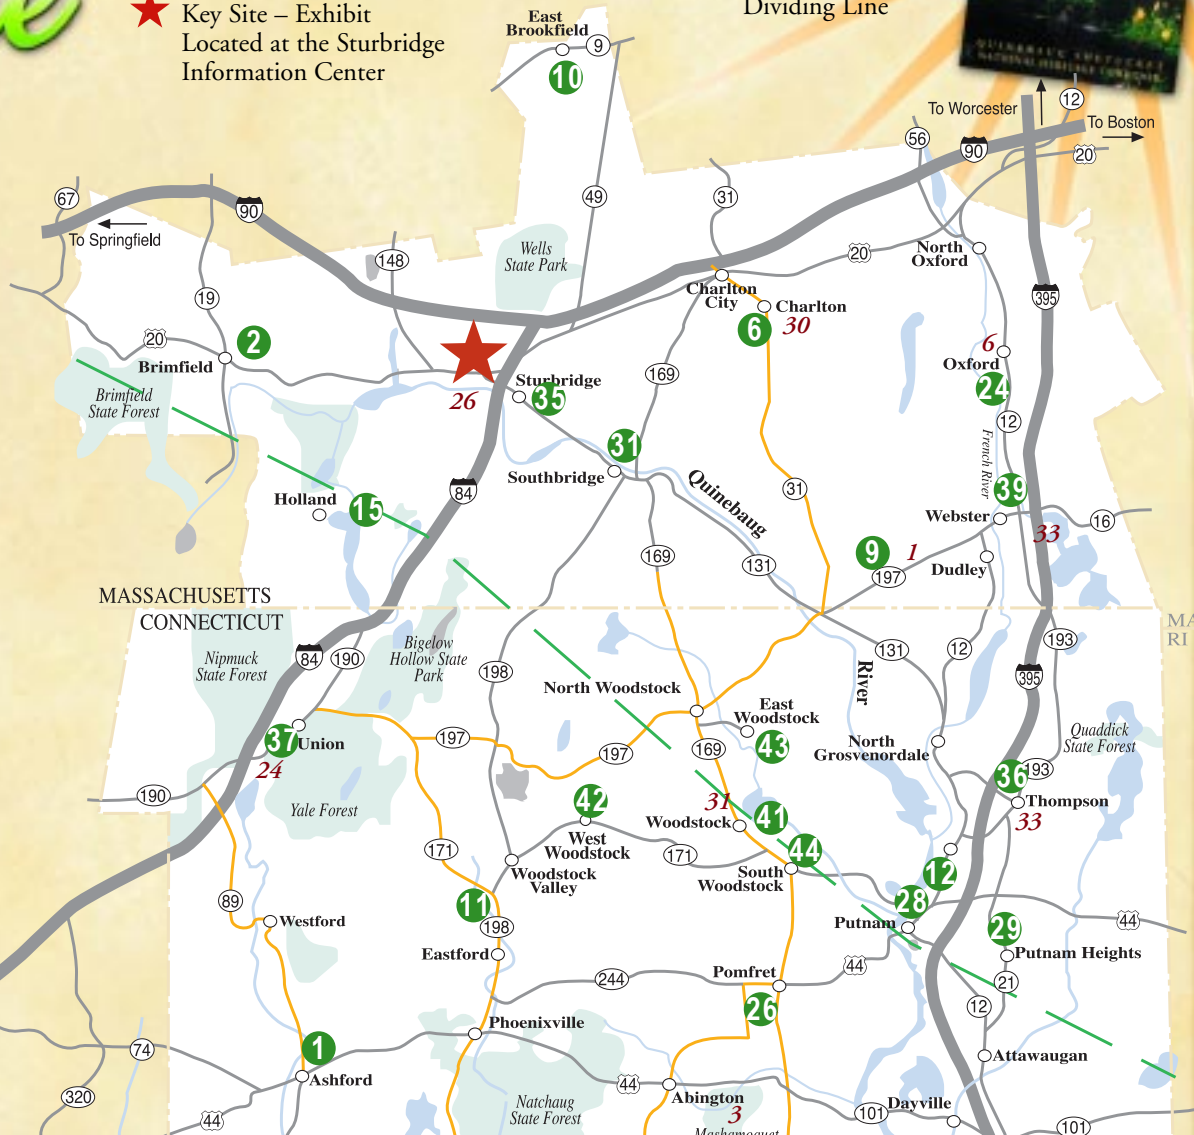 Key Site – Exhibit
Located at the Sturbridge
Information Center
Dividing Line
East
Brookfield
9
10
49
To Worcester
12
To Boston
56
90
20
67
90
To Springfield
148
Wells
State Park
31
20
North
Oxford
19
Charlton
City
Charlton
395
20
2
6
30
6
Brimfield
Oxford
Brimfield
State Forest
Sturbridge
35
26
169
24
12
31
French River
Southbridge
Quinebaug
39
Holland
15
84
31
Webster
16
33
9
1
169
131
197
Dudley
MASSACHUSETTS
CONNECTICUT
MA
RI
Nipmuck
State Forest
84
190
Bigelow
Hollow State
Park
198
131
12
193
River
395
North Woodstock
East
Woodstock
43
37
Union
24
197
197
169
North
Grosvenordale
Quaddick
State Forest
36
193
190
Yale Forest
42
31
Woodstock
41
Thompson
33
171
West
Woodstock
171
44
Woodstock
Valley
South
Woodstock
12
89
11
198
28
Westford
Putnam
29
44
Eastford
Putnam Heights
244
Pomfret
44
21
26
12
Phoenixville
1
74
Attawaugan
Ashford
44
320
Abington
3
Natchaug
State Forest
Dayville
101
44
101
Mashamoquet